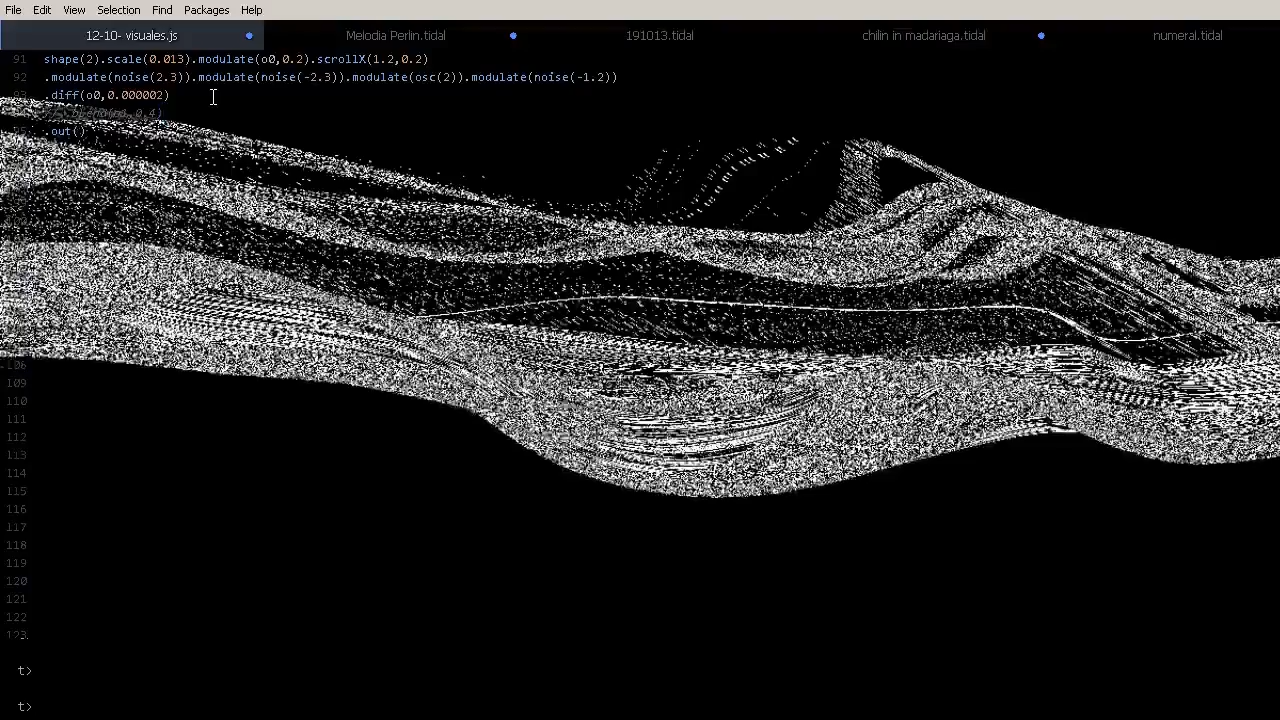 File Edit View Selection Find Packages Help
12-10- visuales.js Melodia Perlin.tidal 191013.tidal chilin in madariaga.tidal numeral.tidal
91 shape(2).scale(0.013).modulate(o0,0.2).scrollX(1.2,0.2)
92 .modulate(noise(2.3)).modulate(noise(-2.3)).modulate(osc(2)).modulate(noise(-1.2))
93 .diff(o0,0.000002)
.out()
109
110
111
112
113
114
115
116
117
118
119
120
121
122
123
t>
t>